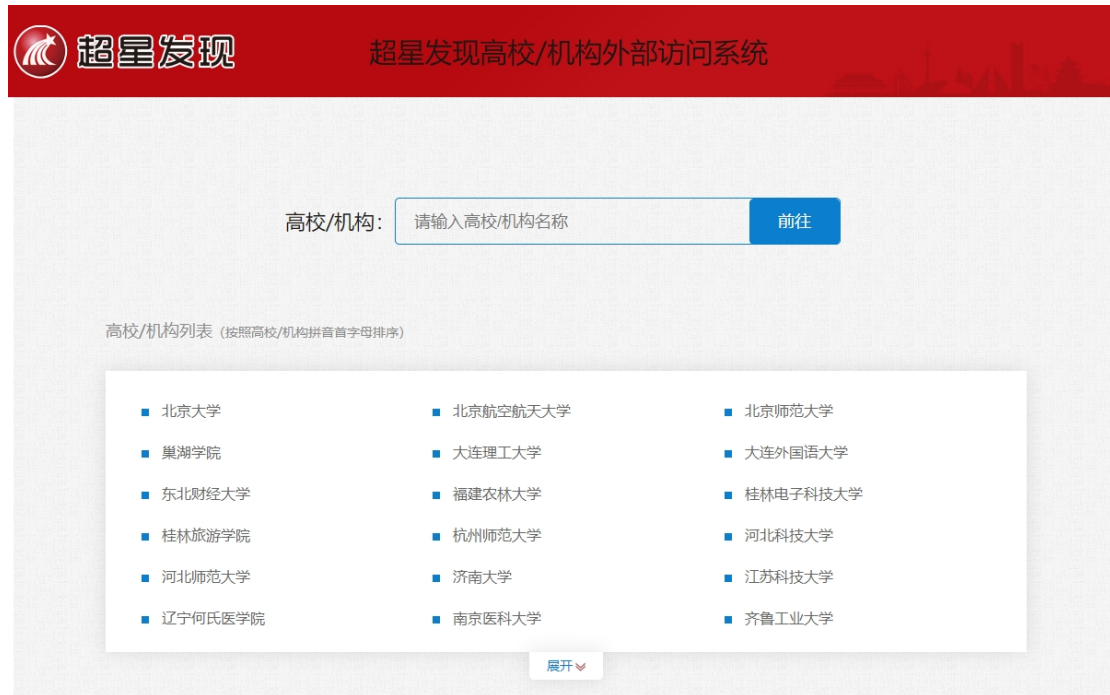 超星发现
超星发现高校/机构外部访问系统
高校/机构： 请输入高校/机构名称 前往
高校/机构列表（按照高校/机构拼音首字母排序）
北京大学 北京航空航天大学 北京师范大学
巢湖学院 大连理工大学 大连外国语大学
东北财经大学 福建农林大学 桂林电子科技大学
桂林旅游学院 杭州师范大学 河北科技大学
河北师范大学 济南大学 江苏科技大学
辽宁何氏医学院 南京医科大学 齐鲁工业大学
展开